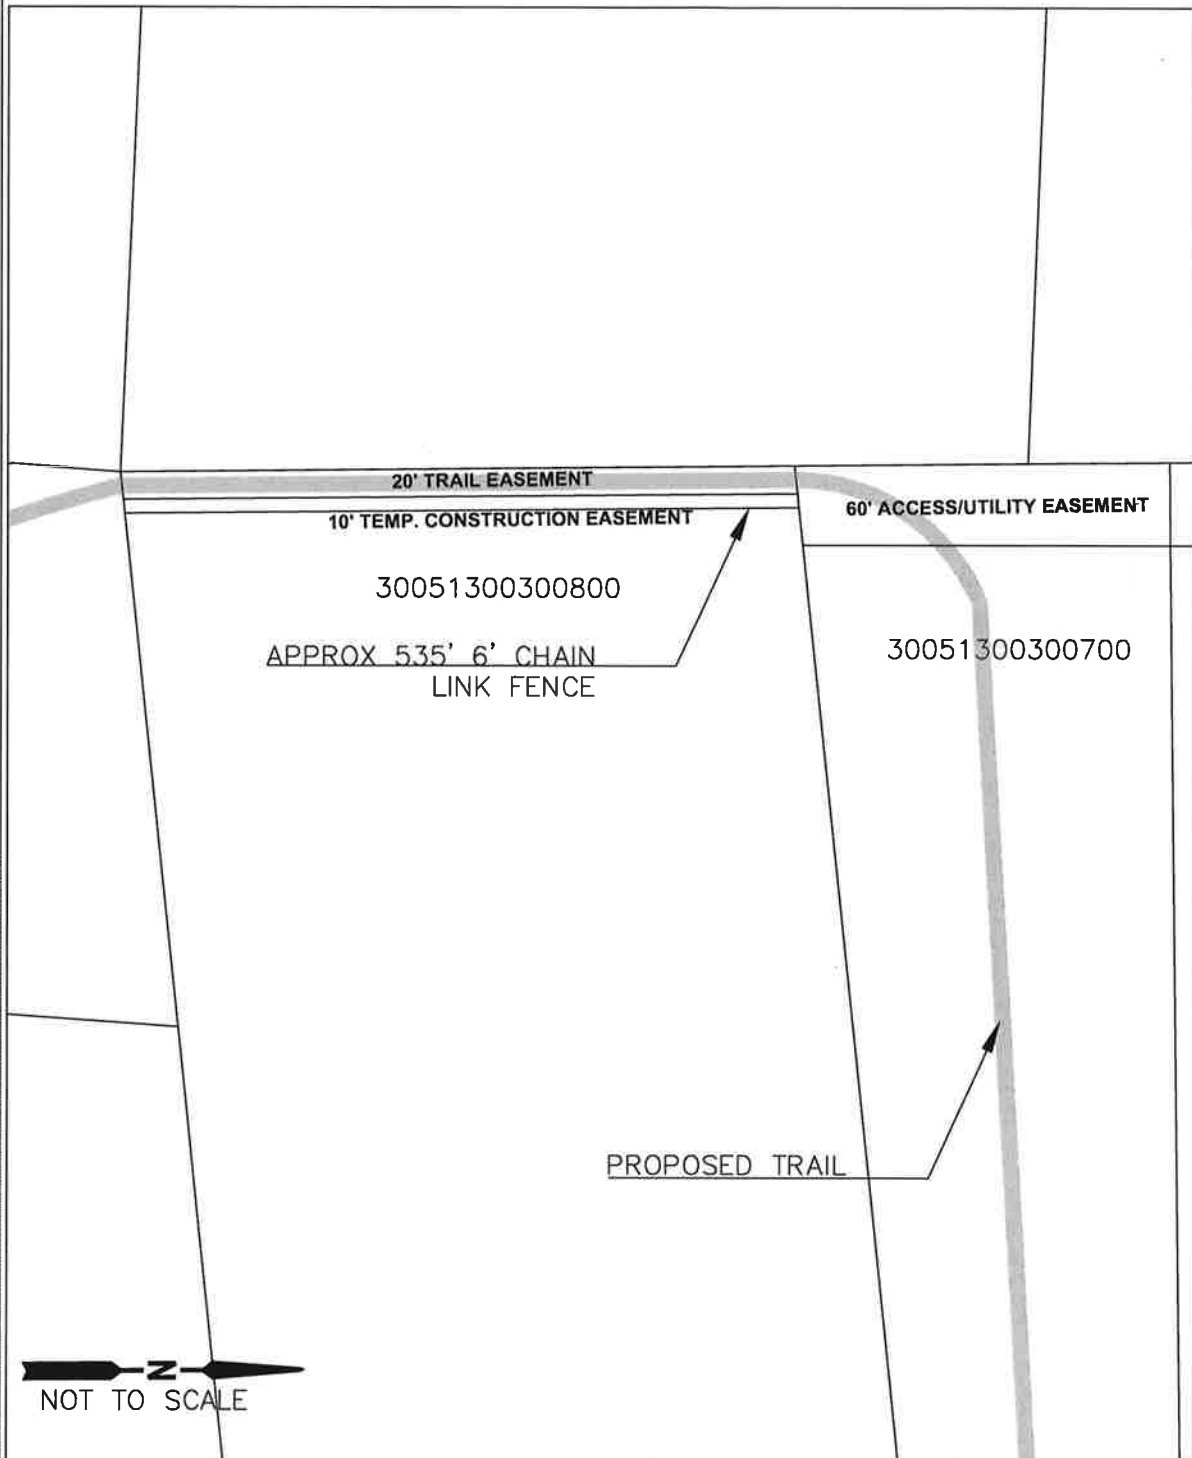 20' TRAIL EASEMENT
10' TEMP. CONSTRUCTION EASEMENT
60' ACCESS/UTILITY EASEMENT
30051300300800
APPROX 535' 6' CHAIN
LINK FENCE
30051300300700
PROPOSED TRAIL
N
NOT TO SCALE